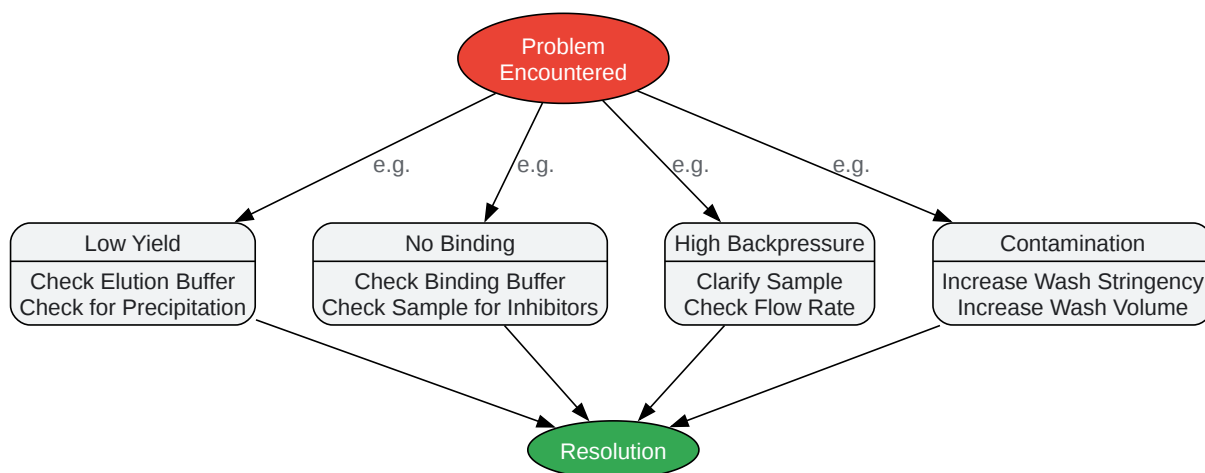 Problem
Encountered
e.g.
e.g.
e.g.
e.g.
Low Yield
Check Elution Buffer
Check for Precipitation
No Binding
Check Binding Buffer
Check Sample for Inhibitors
High Backpressure
Clarify Sample
Check Flow Rate
Contamination
Increase Wash Stringency
Increase Wash Volume
Resolution